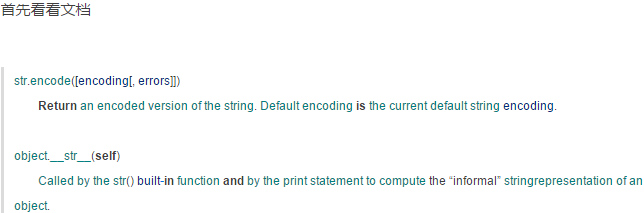 首先看看文档
str.encode([encoding[, errors]])
Return an encoded version of the string. Default encoding is the current default string encoding.
object.__str__(self)
Called by the str() built-in function and by the print statement to compute the “informal” stringrepresentation of an
object.